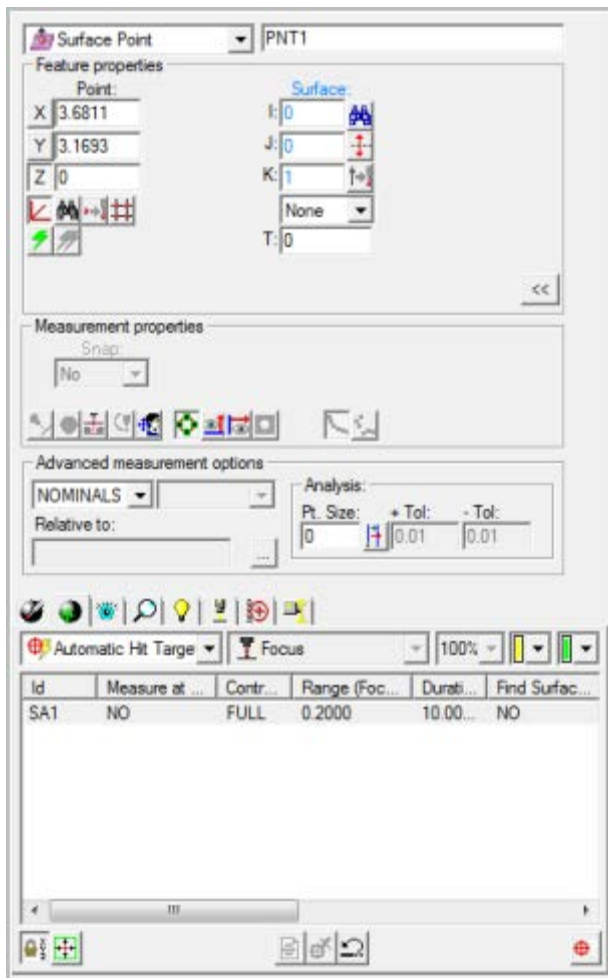 Surface Point PNT1
Feature properties
Point: Surface:
X 3.6811 I: 0
Y 3.1693 J: 0
Z 0 K: 1
None
T: 0
<<
Measurement properties
Snap:
No
Advanced measurement options
NOMINALS Analysis:
Pt. Size: + Tol: - Tol:
Relative to: 0 0.01 0.01
...
Automatic Hit Targe Focus 100%
Id Measure at ... Contr... Range (Foc... Durati... Find Surfac...
SA1 NO FULL 0.2000 10.00... NO